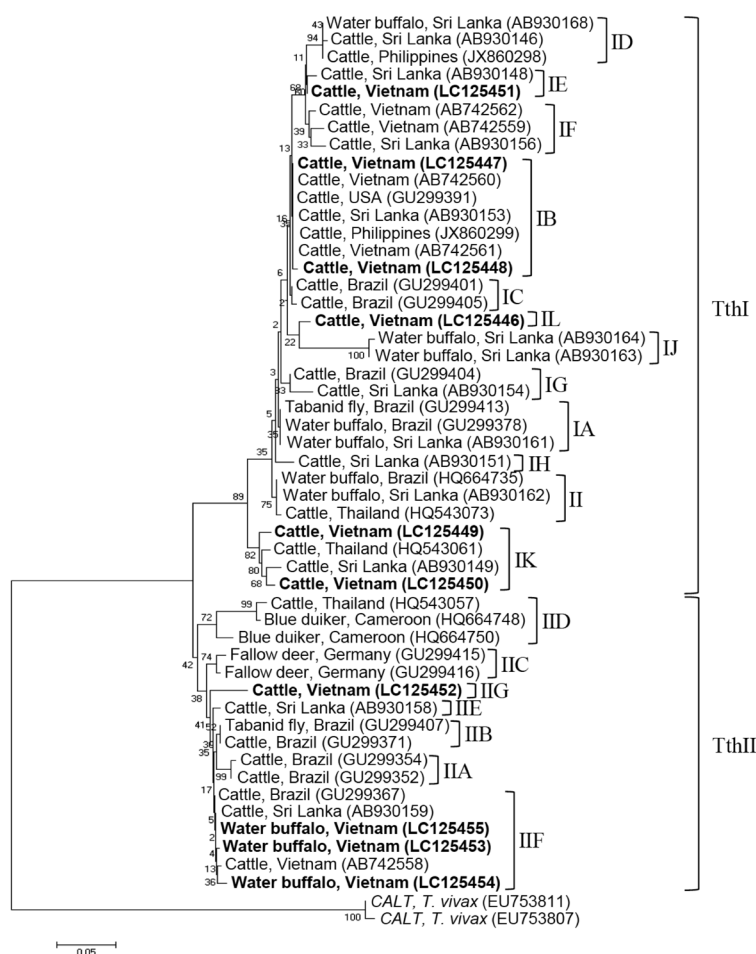 43 Water buffalo, Sri Lanka (AB930168)
94 Cattle, Sri Lanka (AB930146) ID
Cattle, Philippines (JX860298)
11
Cattle, Sri Lanka (AB930148) IE
Cattle, Vietnam (LC125451)
Cattle, Vietnam (AB742562)
39 Cattle, Vietnam (AB742559) IF
33 Cattle, Sri Lanka (AB930156)
13
Cattle, Vietnam (LC125447)
Cattle, Vietnam (AB742560)
Cattle, USA (GU299391)
Cattle, Sri Lanka (AB930153) IB
Cattle, Philippines (JX860299)
Cattle, Vietnam (AB742561)
Cattle, Vietnam (LC125448)
6
Cattle, Brazil (GU299401) IC
2 Cattle, Brazil (GU299405)
TthI
Cattle, Vietnam (LC125446) IL
2
22 Water buffalo, Sri Lanka (AB930164) IJ
100 Water buffalo, Sri Lanka (AB930163)
3 Cattle, Brazil (GU299404) IG
Cattle, Sri Lanka (AB930154)
5 Tabanid fly, Brazil (GU299413)
Water buffalo, Brazil (GU299378) IA
35 Water buffalo, Sri Lanka (AB930161)
35 Cattle, Sri Lanka (AB930151) IH
Water buffalo, Brazil (HQ664735)
89 Water buffalo, Sri Lanka (AB930162) II
75 Cattle, Thailand (HQ543073)
Cattle, Vietnam (LC125449)
82 Cattle, Thailand (HQ543061) IK
80 Cattle, Sri Lanka (AB930149)
68 Cattle, Vietnam (LC125450)
99 Cattle, Thailand (HQ543057)
72 Blue duiker, Cameroon (HQ664748) IID
Blue duiker, Cameroon (HQ664750)
74 Fallow deer, Germany (GU299415) IIC
42 Fallow deer, Germany (GU299416)
Cattle, Vietnam (LC125452) IIG
38
Cattle, Sri Lanka (AB930158) IIE
41 Tabanid fly, Brazil (GU299407) IIB
Cattle, Brazil (GU299371)
TthII
35 Cattle, Brazil (GU299354) IIA
99 Cattle, Brazil (GU299352)
17 Cattle, Brazil (GU299367)
Cattle, Sri Lanka (AB930159)
5 Water buffalo, Vietnam (LC125455)
2 Water buffalo, Vietnam (LC125453) IIF
4
13 Cattle, Vietnam (AB742558)
36 Water buffalo, Vietnam (LC125454)
CALT, T. vivax (EU753811)
100 CALT, T. vivax (EU753807)
0.05